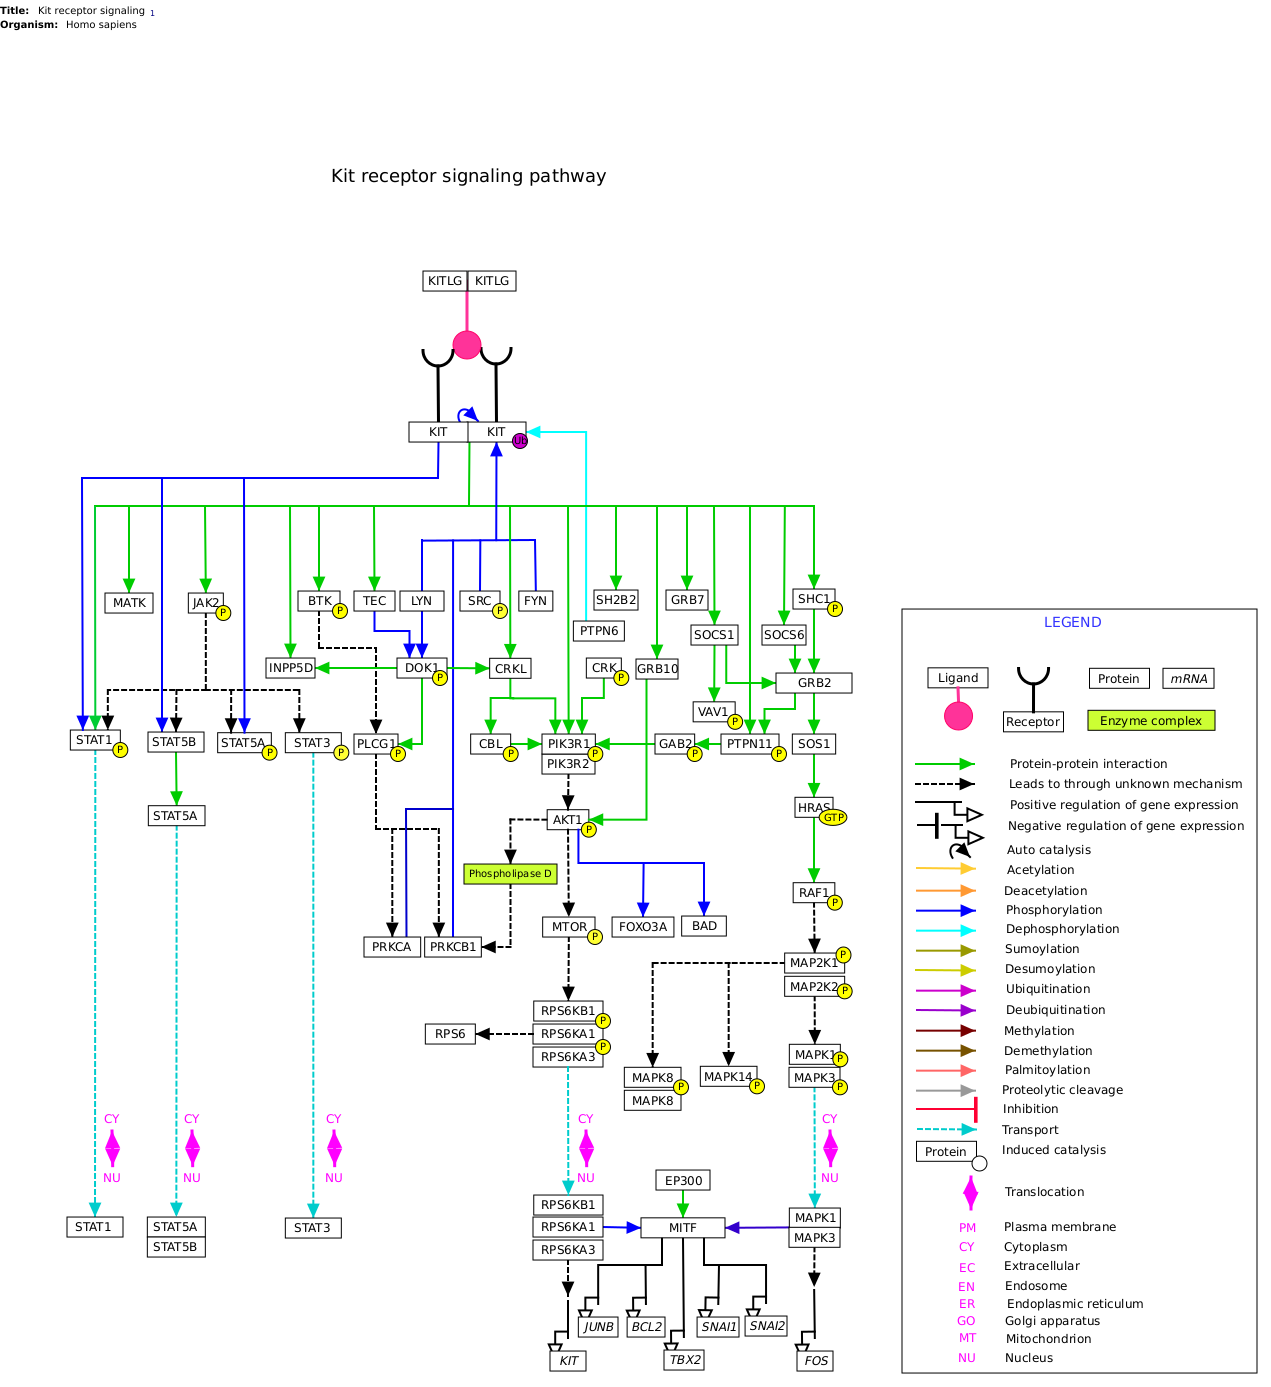 Title: Kit receptor signaling 1
Organism: Homo sapiens
Kit receptor signaling pathway
KITLG KITLG
KIT KIT Ub
MATK
JAK2 P
BTK P
TEC
LYN
SRC P
FYN
SH2B2
GRB7
SHC1 P
PTPN6
SOCS1
SOCS6
INPP5D
DOK1 P
CRKL
CRK P
GRB10
GRB2
VAV1 P
STAT1 P
STAT5B
STAT5A P
STAT3 P
PLCG1 P
CBL P
PIK3R1 P
PIK3R2
GAB2 P
PTPN11 P
SOS1
STAT5A
AKT1 P
HRAS GTP
Phospholipase D
RAF1 P
PRKCA
PRKCB1
MTOR P
FOXO3A
BAD
MAP2K1 P
MAP2K2 P
RPS6KB1 P
RPS6
RPS6KA1 P
RPS6KA3
MAPK1 P
MAPK3 P
MAPK8 P
MAPK8
MAPK14 P
CY CY CY CY CY
NU NU NU NU NU
EP300
STAT1
STAT5A
STAT5B
STAT3
RPS6KB1
RPS6KA1
RPS6KA3
MITF
MAPK1
MAPK3
JUNB
BCL2
SNAI1
SNAI2
KIT
TBX2
FOS
LEGEND
Ligand
Receptor
Protein
mRNA
Enzyme complex
Protein-protein interaction
Leads to through unknown mechanism
Positive regulation of gene expression
Negative regulation of gene expression
Auto catalysis
Acetylation
Deacetylation
Phosphorylation
Dephosphorylation
Sumoylation
Desumoylation
Ubiquitination
Deubiquitination
Methylation
Demethylation
Palmitoylation
Proteolytic cleavage
Inhibition
Transport
Protein Induced catalysis
Translocation
PM Plasma membrane
CY Cytoplasm
EC Extracellular
EN Endosome
ER Endoplasmic reticulum
GO Golgi apparatus
MT Mitochondrion
NU Nucleus